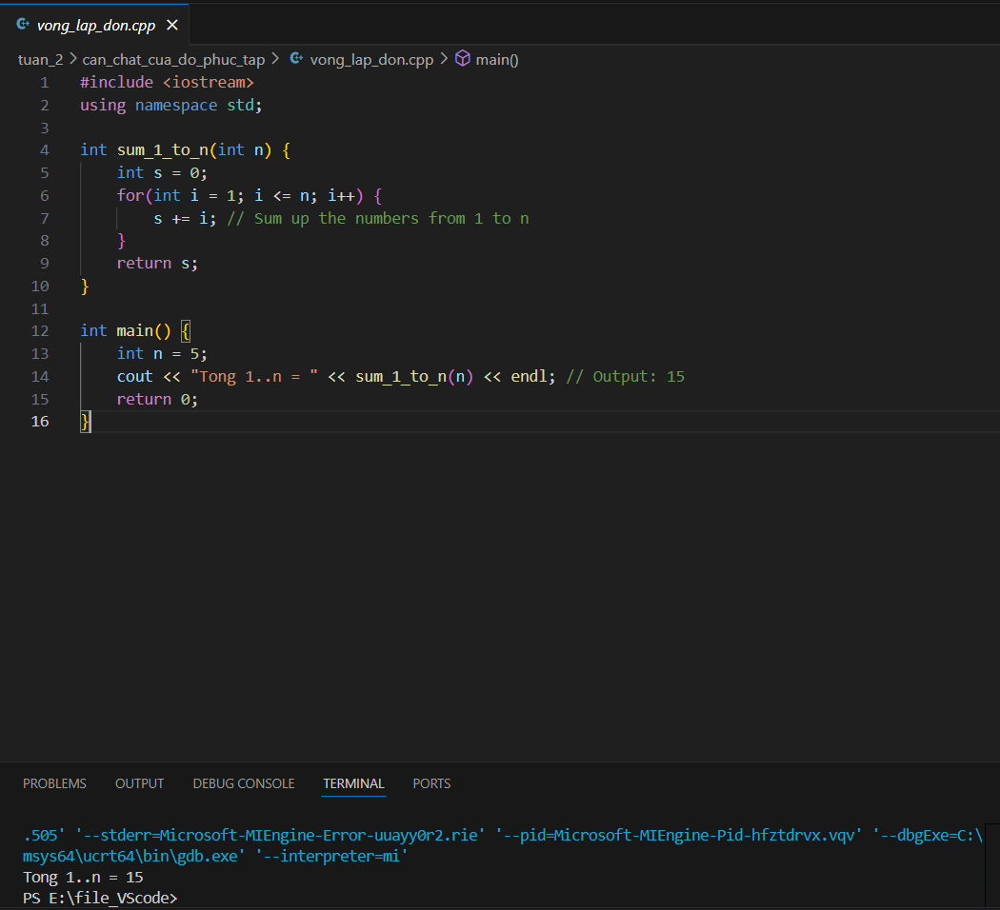 vong_lap_don.cpp
tuan_2 > can_chat_cua_do_phuc_tap > vong_lap_don.cpp > main()
1 #include <iostream>
2 using namespace std;
3
4 int sum_1_to_n(int n) {
5     int s = 0;
6     for(int i = 1; i <= n; i++) {
7         s += i; // Sum up the numbers from 1 to n
8     }
9     return s;
10 }
11
12 int main() {
13     int n = 5;
14     cout << "Tong 1..n = " << sum_1_to_n(n) << endl; // Output: 15
15     return 0;
16 }
PROBLEMS OUTPUT DEBUG CONSOLE TERMINAL PORTS
.505' '--stderr=Microsoft-MIEngine-Error-uuayy0r2.rie' '--pid=Microsoft-MIEngine-Pid-hfztdrvx.vqv' '--dbgExe=C:\
msys64\ucrt64\bin\gdb.exe' '--interpreter=mi'
Tong 1..n = 15
PS E:\file_VScode>